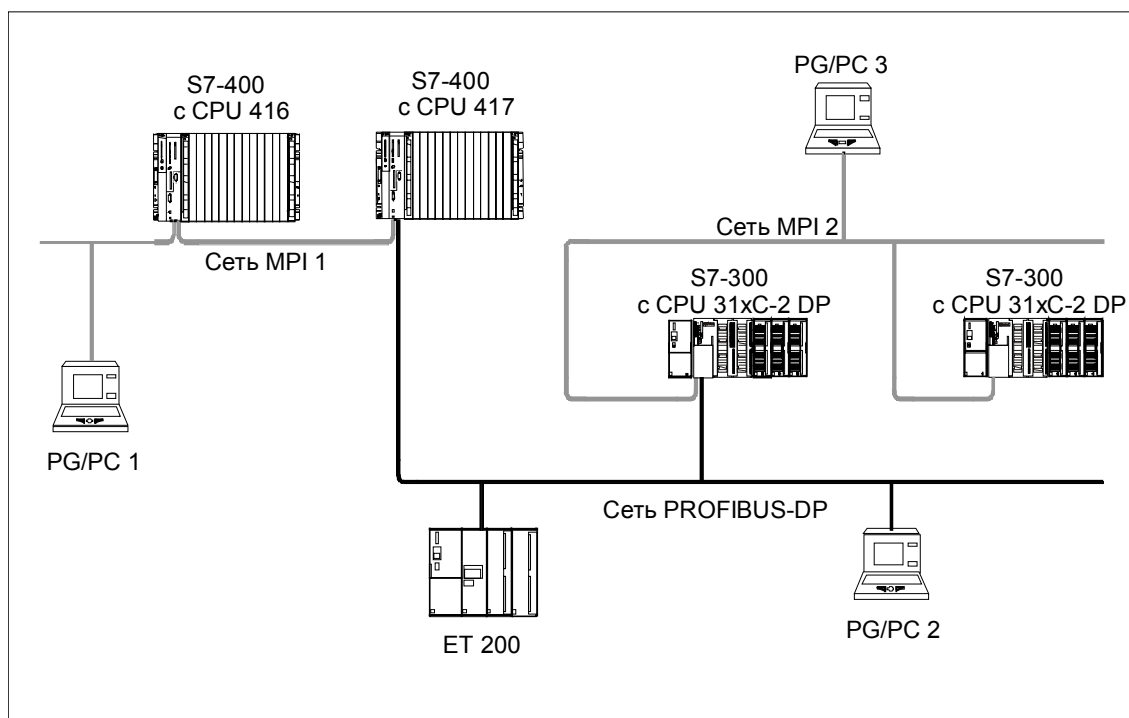 PG/PC 3
S7-400
с CPU 416
S7-400
с CPU 417
Сеть MPI 2
Сеть MPI 1
S7-300
с CPU 31xC-2 DP
S7-300
с CPU 31xC-2 DP
PG/PC 1
Сеть PROFIBUS-DP
ET 200
PG/PC 2